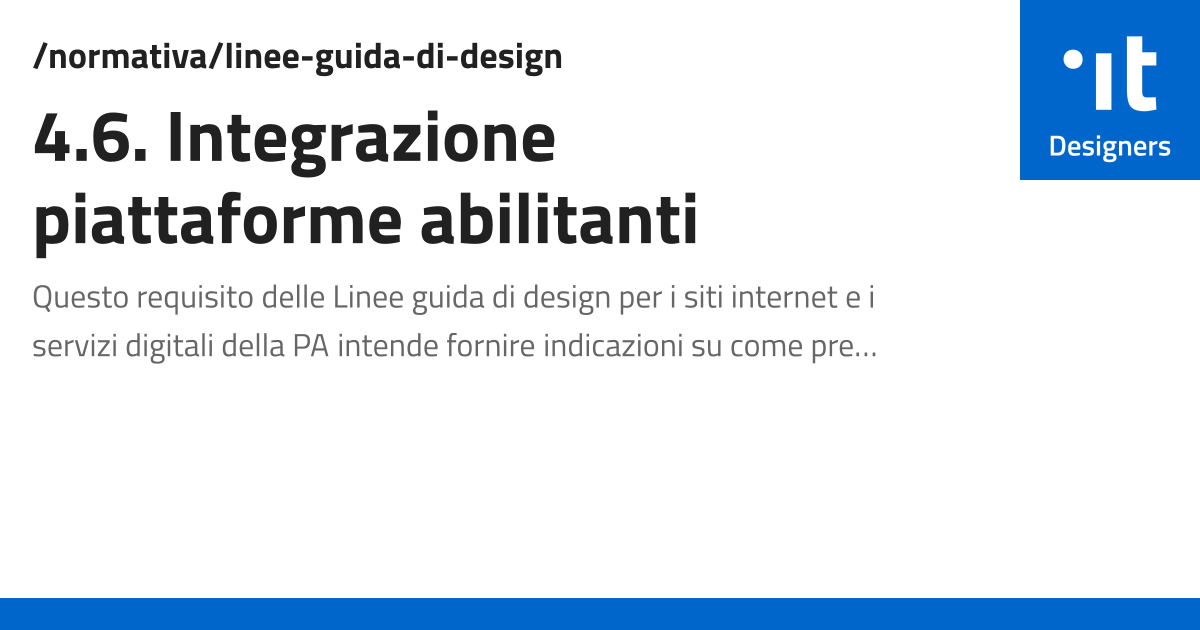 /normativa/linee-guida-di-design
4.6. Integrazione
piattaforme abilitanti
Questo requisito delle Linee guida di design per i siti internet e i
servizi digitali della PA intende fornire indicazioni su come pre...
it
Designers